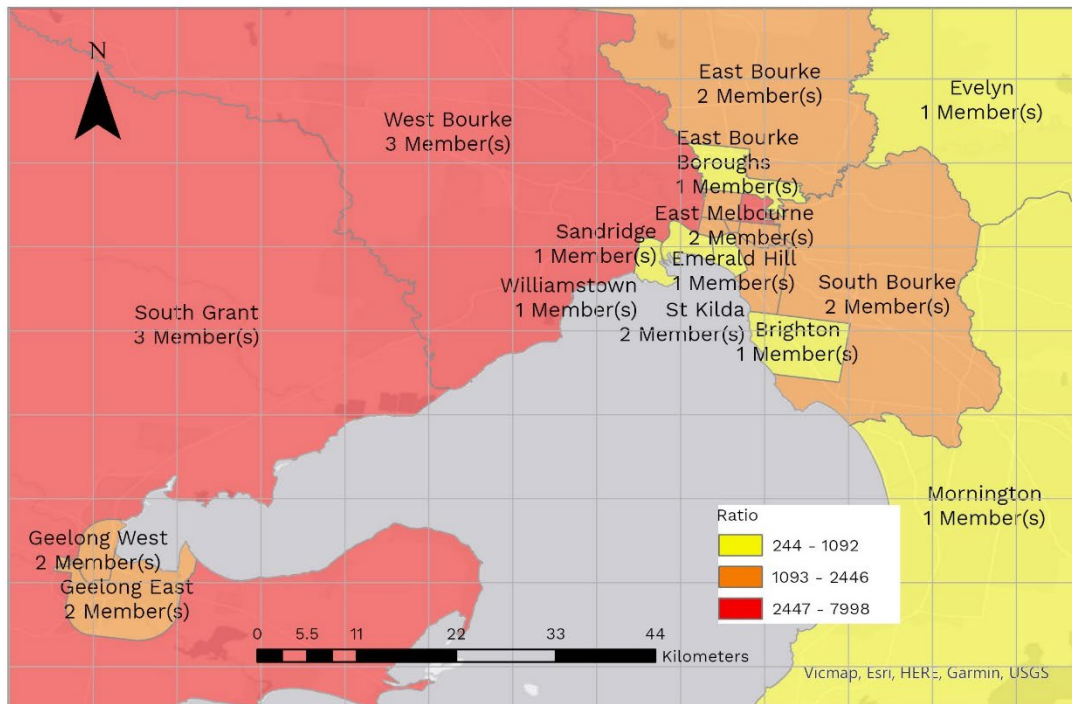 N
East Bourke
2 Member(s)
Evelyn
1 Member(s)
West Bourke
3 Member(s)
East Bourke
Boroughs
1 Member(s)
East Melbourne
2 Member(s)
Sandridge
1 Member(s)
Emerald Hill
1 Member(s)
Williamstown
1 Member(s)
St Kilda
2 Member(s)
South Bourke
2 Member(s)
Brighton
1 Member(s)
South Grant
3 Member(s)
Mornington
1 Member(s)
Geelong West
2 Member(s)
Geelong East
2 Member(s)
Ratio
244 - 1092
1093 - 2446
2447 - 7998
0 5.5 11 22 33 44
Kilometers
Vicmap, Esri, HERE, Garmin, USGS